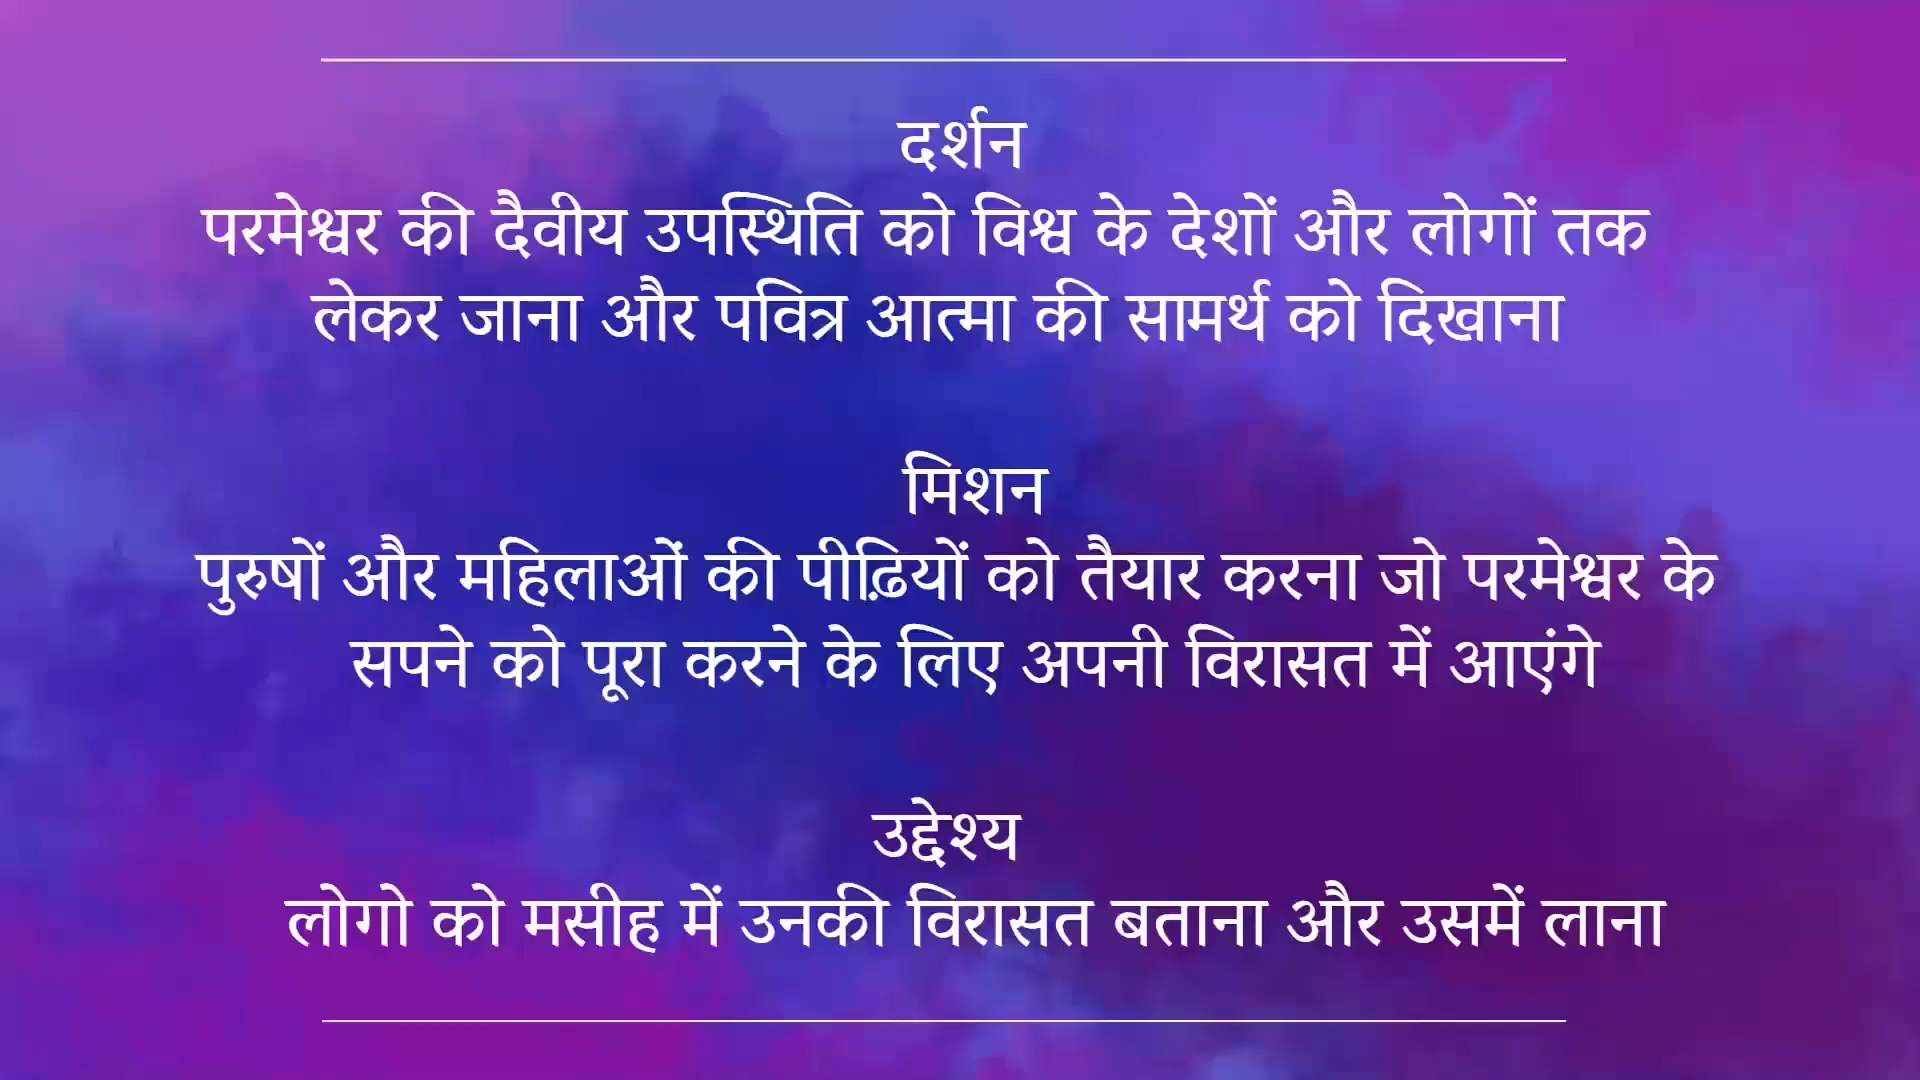 दर्शन
परमेश्वर की दैवीय उपस्थिति को विश्व के देशों और लोगों तक
लेकर जाना और पवित्र आत्मा की सामर्थ को दिखाना
मिशन
पुरुषों और महिलाओं की पीढ़ियों को तैयार करना जो परमेश्वर के
सपने को पूरा करने के लिए अपनी विरासत में आएंगे
उद्देश्य
लोगो को मसीह में उनकी विरासत बताना और उसमें लाना